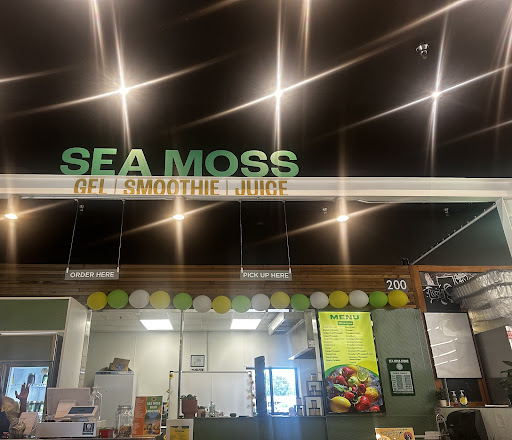 SEA MOSS
GEL | SMOOTHIE | JUICE
ORDER HERE
PICK UP HERE
200
MENU